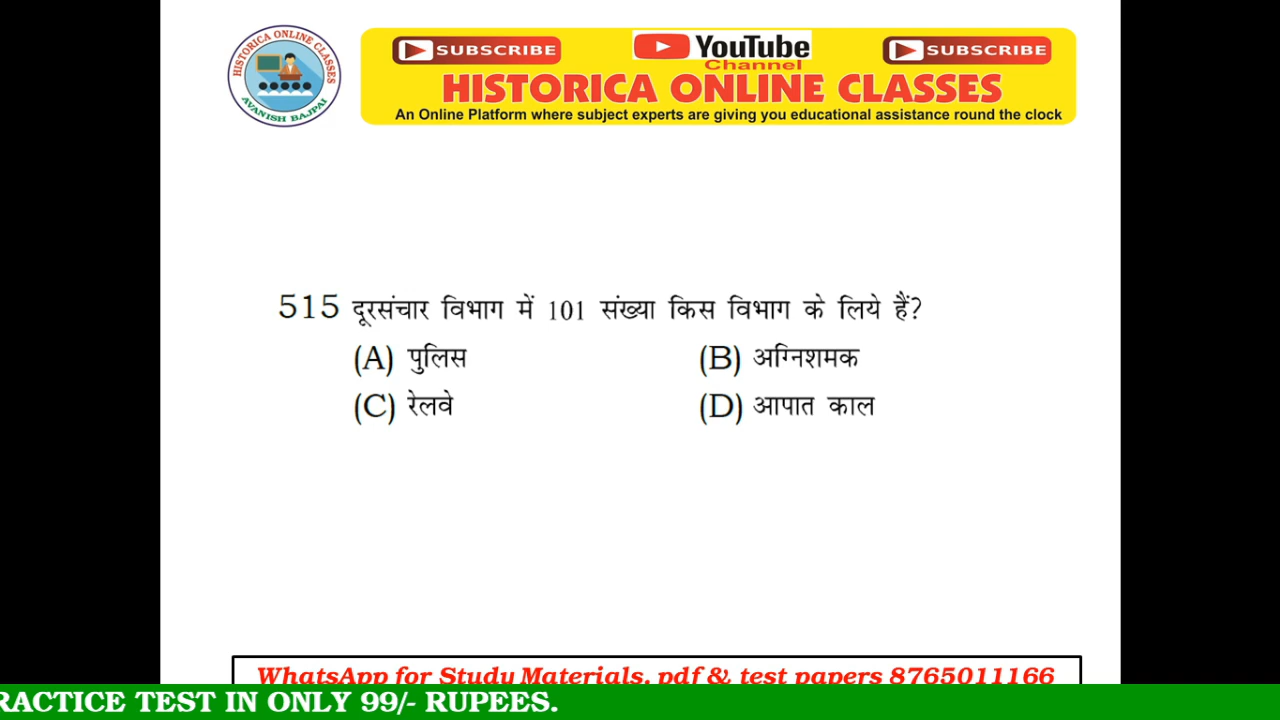 HISTORICA ONLINE CLASSES
AVANISH BAJPAI
SUBSCRIBE YouTube SUBSCRIBE
Channel
HISTORICA ONLINE CLASSES
An Online Platform where subject experts are giving you educational assistance round the clock
515 दूरसंचार विभाग में 101 संख्या किस विभाग के लिये हैं?
(A) पुलिस (B) अग्निशमक
(C) रेलवे (D) आपात काल
WhatsApp for Study Materials, pdf & test papers 8765011166
RACTICE TEST IN ONLY 99/- RUPEES.